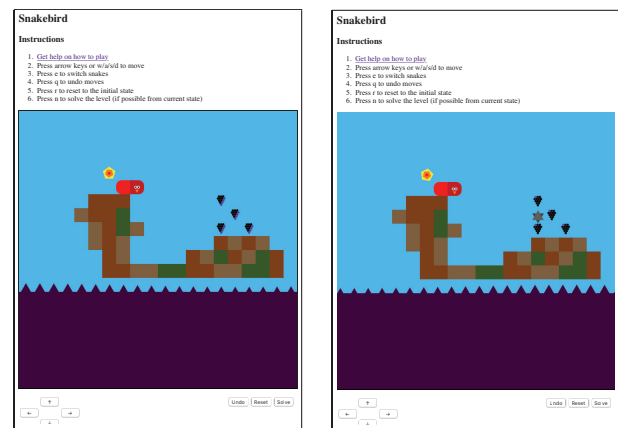 Snakebird
Instructions
1. Get help on how to play
2. Press arrow keys or w/a/s/d to move
3. Press e to switch snakes
4. Press q to undo moves
5. Press r to reset to the initial state
6. Press n to solve the level (if possible from current state)
↑
← →
↓
Undo Reset Solve
Snakebird
Instructions
1. Get help on how to play
2. Press arrow keys or w/a/s/d to move
3. Press e to switch snakes
4. Press q to undo moves
5. Press r to reset to the initial state
6. Press n to solve the level (if possible from current state)
↑
← →
↓
Undo Reset Solve